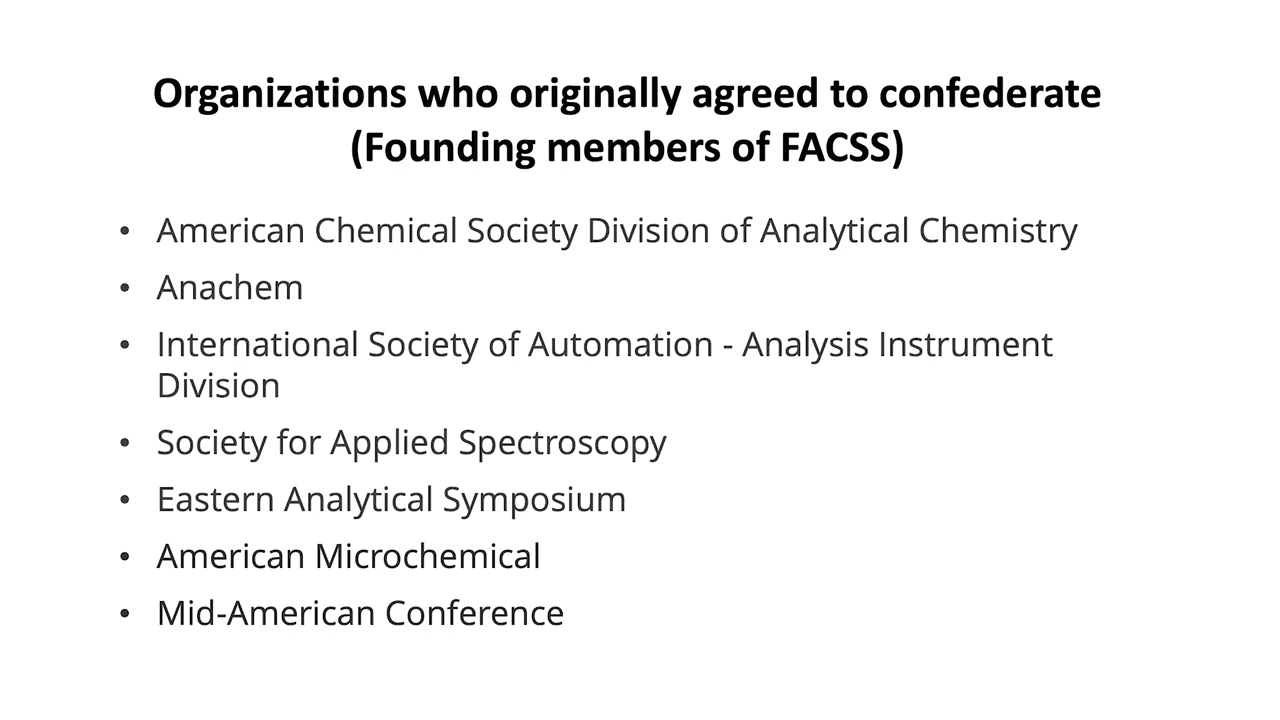 Organizations who originally agreed to confederate
(Founding members of FACSS)
• American Chemical Society Division of Analytical Chemistry
• Anachem
• International Society of Automation - Analysis Instrument
Division
• Society for Applied Spectroscopy
• Eastern Analytical Symposium
• American Microchemical
• Mid-American Conference